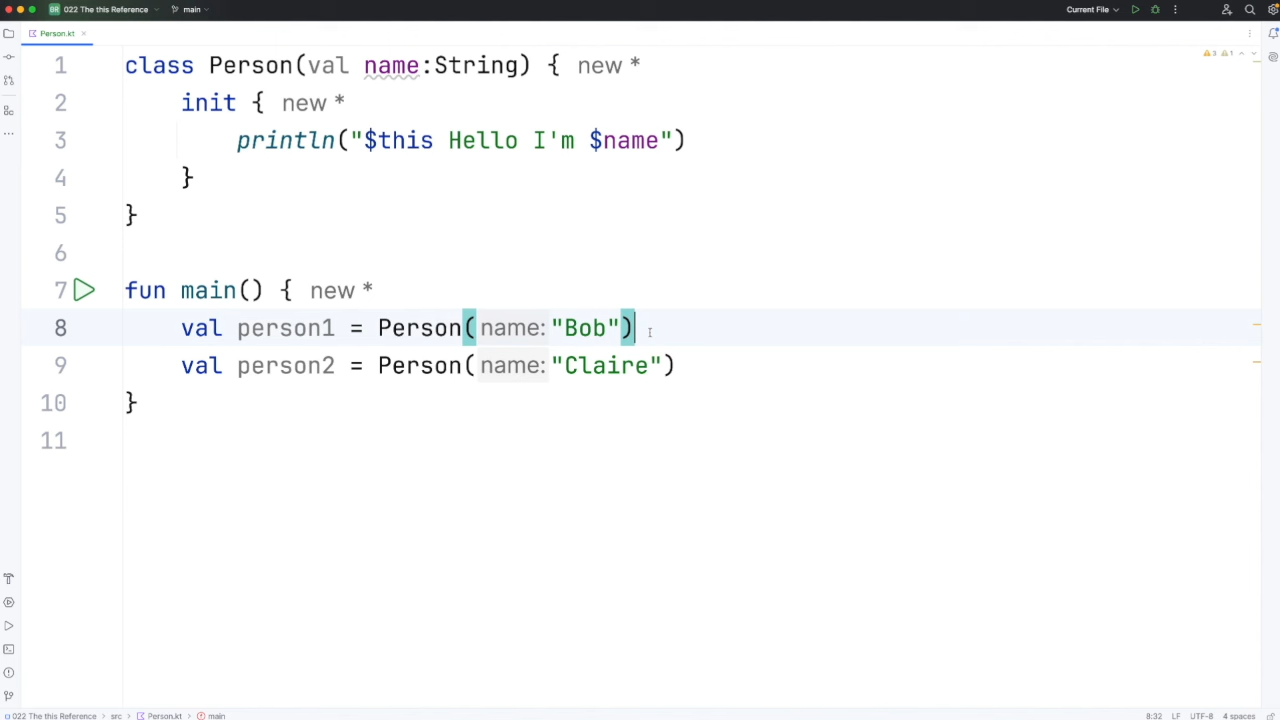 BR 022 The this Reference main Current File
Person.kt
3 1
1 class Person(val name:String) { new *
2 init { new *
3 println("$this Hello I'm $name")
4 }
5 }
6
7 fun main() { new *
8 val person1 = Person(name: "Bob")
9 val person2 = Person(name: "Claire")
10 }
11
022 The this Reference > src > Person.kt > main 8:32 LF UTF-8 4 spaces